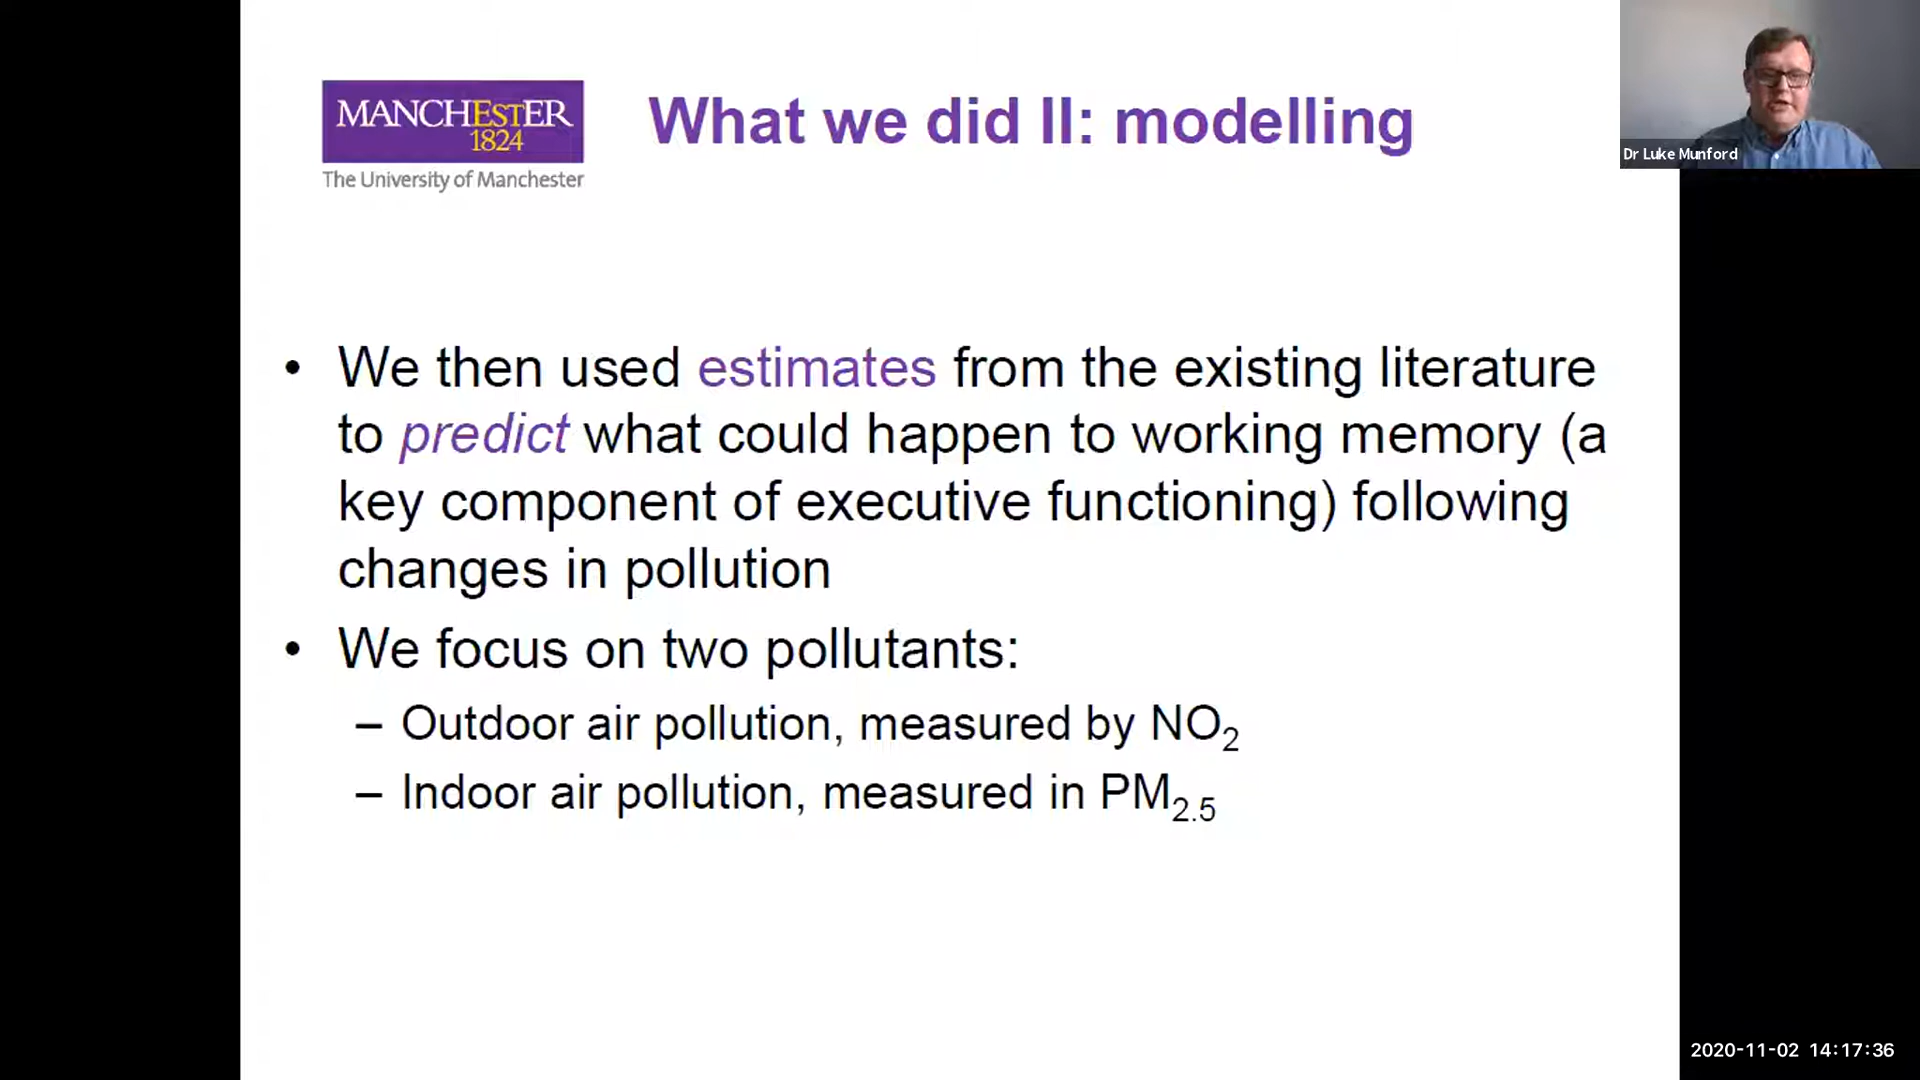 MANCHESTER
1824
The University of Manchester
What we did II: modelling
Dr Luke Munford
• We then used estimates from the existing literature
to predict what could happen to working memory (a
key component of executive functioning) following
changes in pollution
• We focus on two pollutants:
– Outdoor air pollution, measured by NO₂
– Indoor air pollution, measured in PM₂.₅
2020-11-02 14:17:36